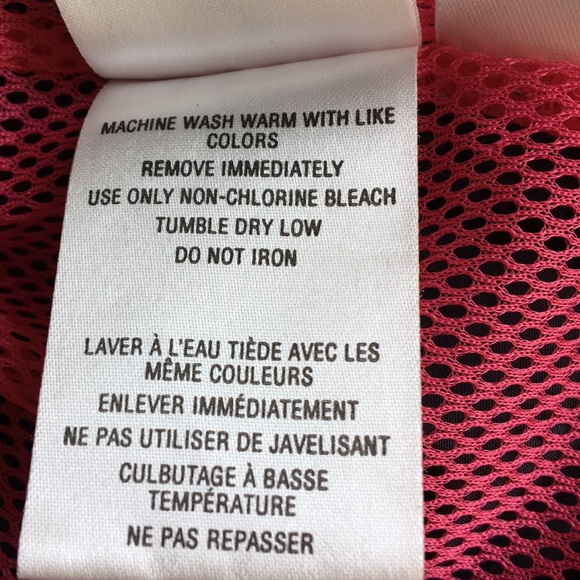 MACHINE WASH WARM WITH LIKE
COLORS
REMOVE IMMEDIATELY
USE ONLY NON-CHLORINE BLEACH
TUMBLE DRY LOW
DO NOT IRON
LAVER À L'EAU TIÈDE AVEC LES
MÊME COULEURS
ENLEVER IMMÉDIATEMENT
NE PAS UTILISER DE JAVELISANT
CULBUTAGE À BASSE
TEMPÉRATURE
NE PAS REPASSER